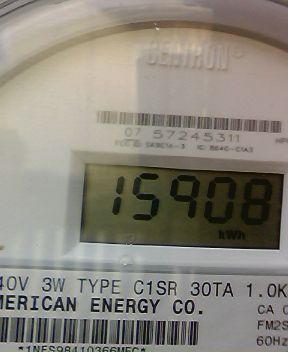 CENTRON®
07 57245311
15908
kWh
40V 3W TYPE C1SR 30TA 1.0K
MERICAN ENERGY CO.
CA
FM2S
60Hz